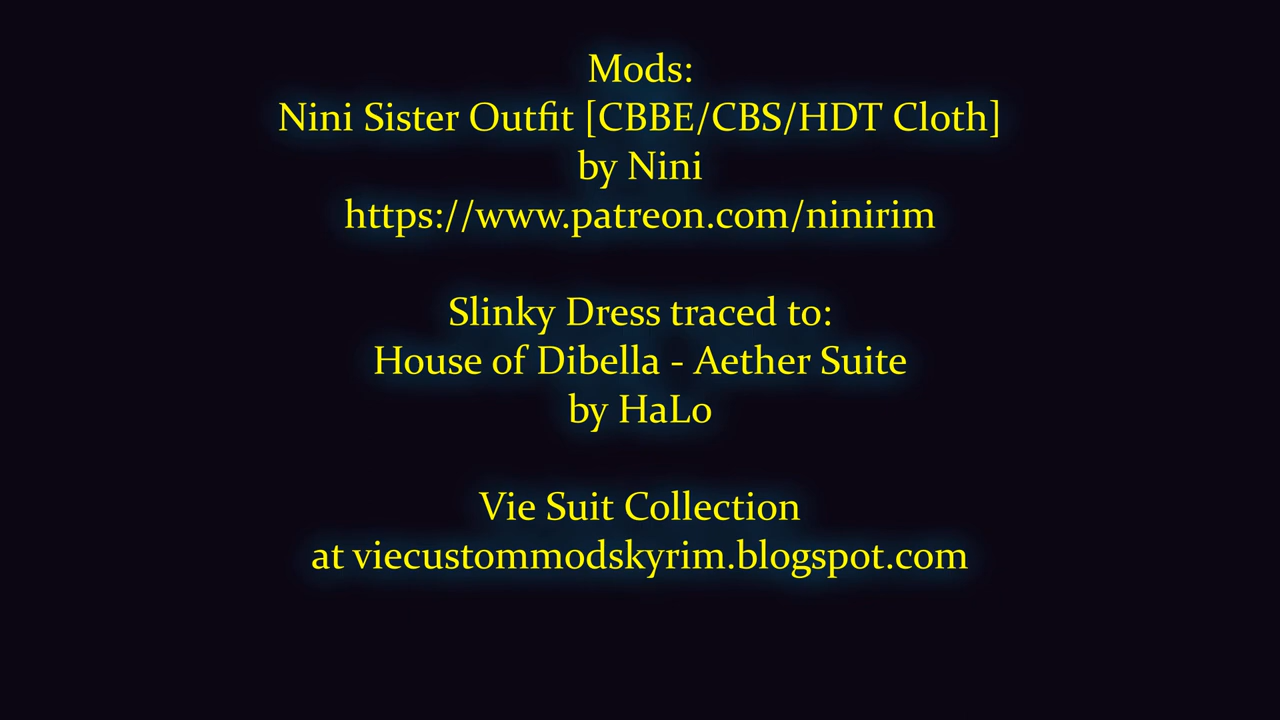 Mods:
Nini Sister Outfit [CBBE/CBS/HDT Cloth]
by Nini
https://www.patreon.com/ninirim
Slinky Dress traced to:
House of Dibella - Aether Suite
by HaLo
Vie Suit Collection
at viecustommodskyrim.blogspot.com